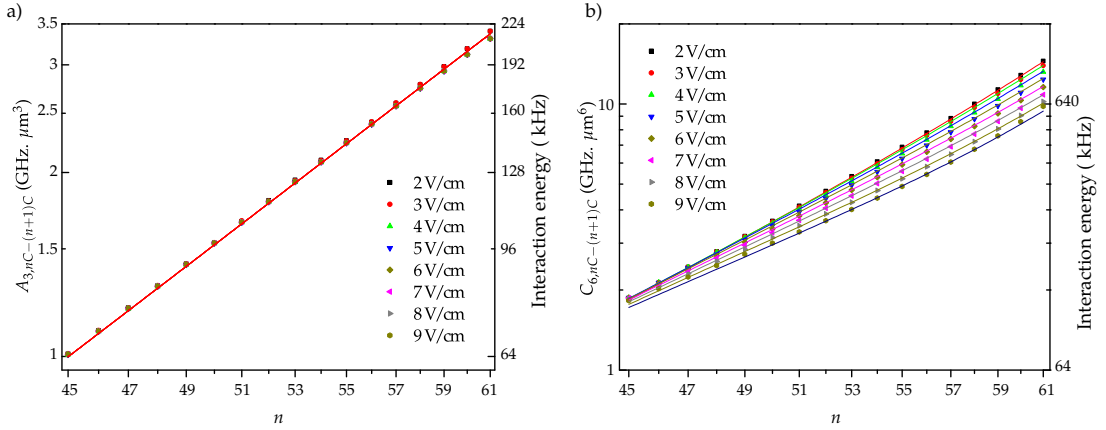 a)
3.5
3
2.5
2
1.5
1
A3,nC−(n+1)C (GHz. μm³)
224
192
160
128
96
64
Interaction energy ( kHz)
2 V/cm
3 V/cm
4 V/cm
5 V/cm
6 V/cm
7 V/cm
8 V/cm
9 V/cm
45 47 49 51 53 55 57 59 61
n
b)
10
1
C6,nC−(n+1)C (GHz. μm⁶)
640
64
Interaction energy ( kHz)
2 V/cm
3 V/cm
4 V/cm
5 V/cm
6 V/cm
7 V/cm
8 V/cm
9 V/cm
45 47 49 51 53 55 57 59 61
n